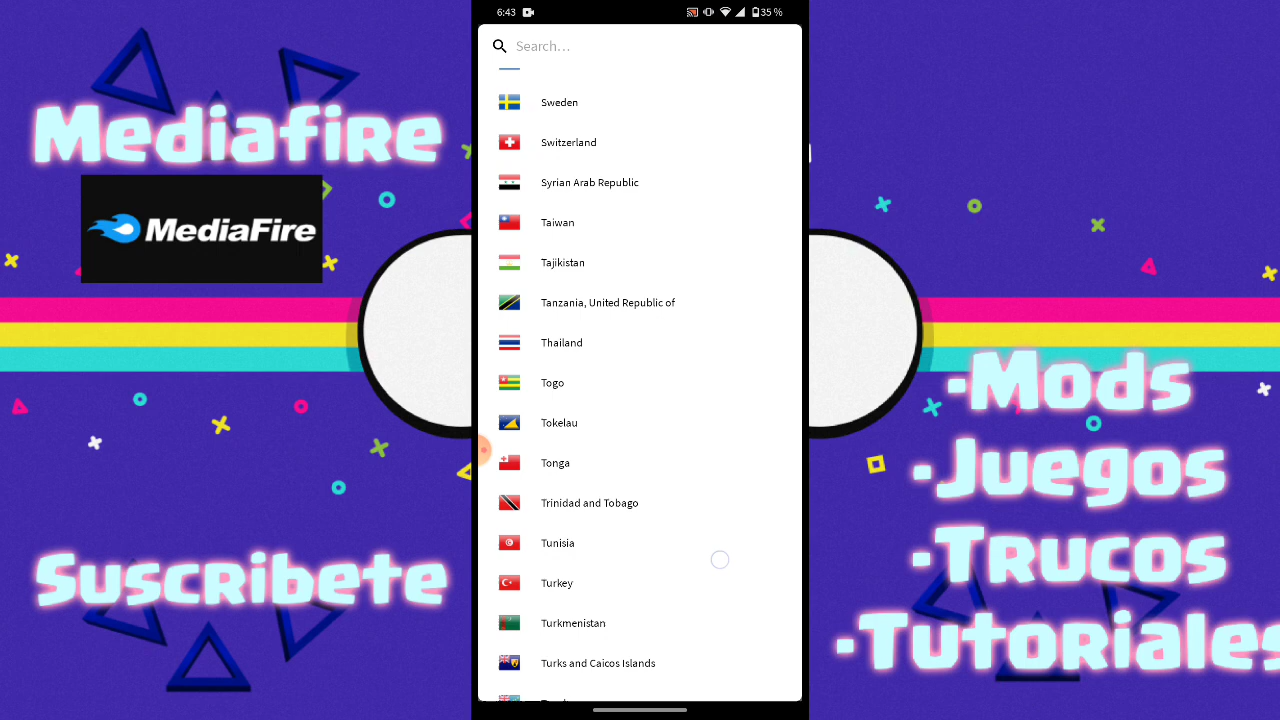 6:43
35 %
Search…
Sweden
Switzerland
Syrian Arab Republic
Taiwan
Tajikistan
Tanzania, United Republic of
Thailand
Togo
Tokelau
Tonga
Trinidad and Tobago
Tunisia
Turkey
Turkmenistan
Turks and Caicos Islands
Mediafire
MediaFire
Suscribete
·Mods
·Juegos
·Trucos
·Tutoriales